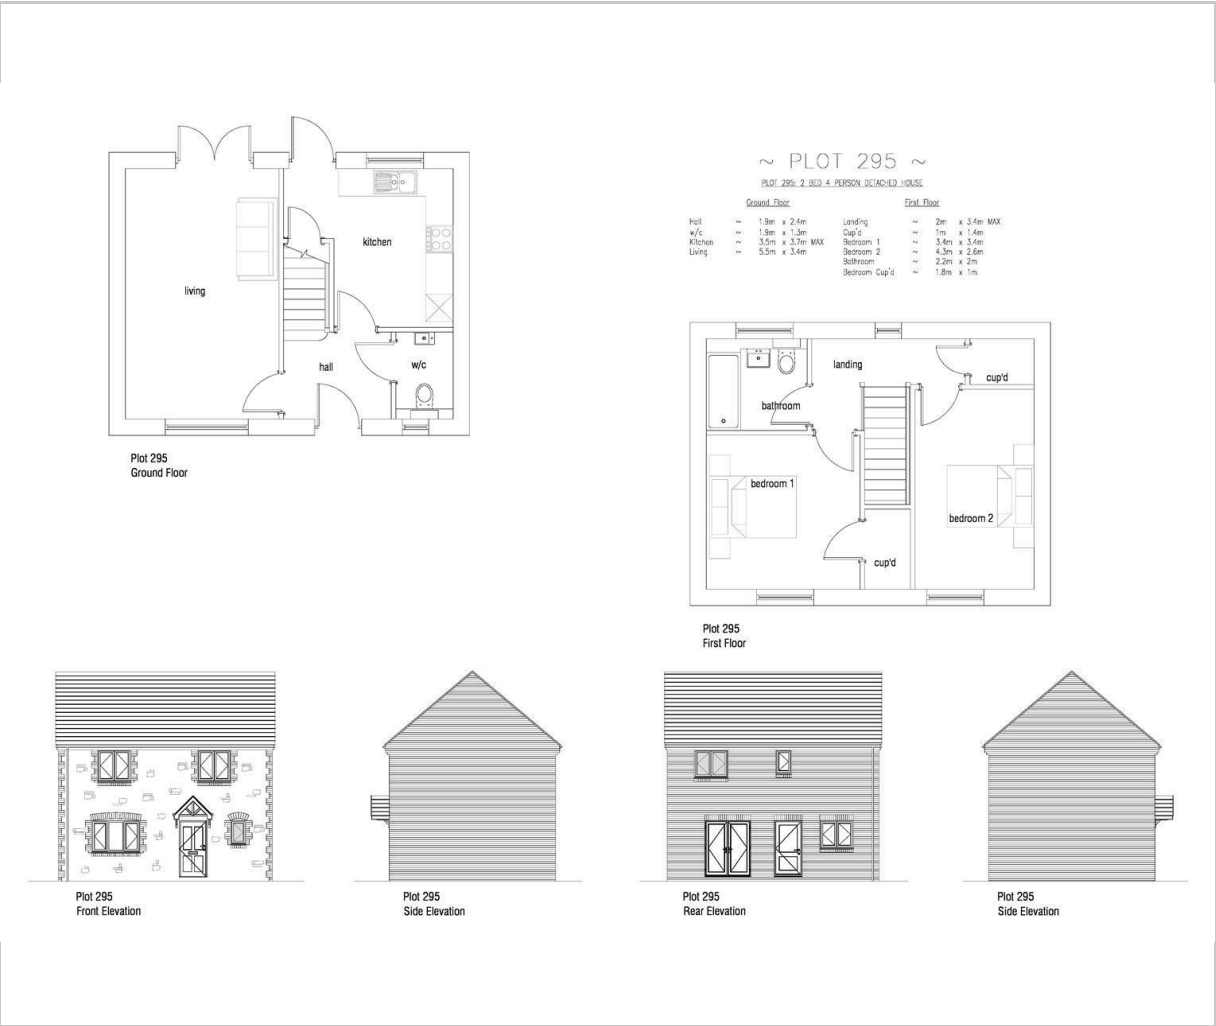 ~ PLOT 295 ~
PLOT 295: 2 BED 4 PERSON DETACHED HOUSE
Ground Floor
Hall ~ 1.9m x 2.4m
w/c ~ 1.9m x 1.3m
Kitchen ~ 3.5m x 3.7m MAX
Living ~ 5.5m x 3.4m
First Floor
Landing ~ 2m x 3.4m MAX
Cup'd ~ 1m x 1.4m
Bedroom 1 ~ 3.4m x 3.4m
Bedroom 2 ~ 4.3m x 2.6m
Bathroom ~ 2.2m x 2m
Bedroom Cup'd ~ 1.8m x 1m
kitchen
living
hall
w/c
Plot 295
Ground Floor
landing
cup'd
bathroom
bedroom 1
bedroom 2
cup'd
Plot 295
First Floor
Plot 295
Front Elevation
Plot 295
Side Elevation
Plot 295
Rear Elevation
Plot 295
Side Elevation